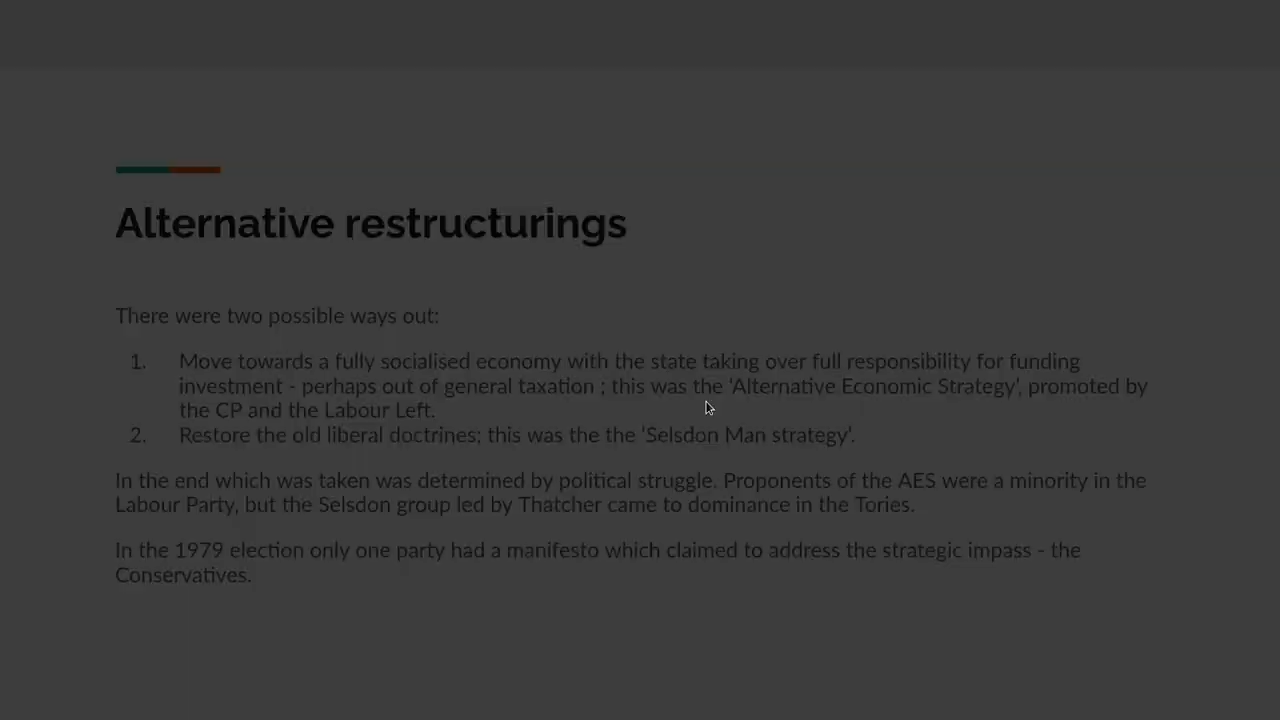 Alternative restructurings
There were two possible ways out:
1. Move towards a fully socialised economy with the state taking over full responsibility for funding
investment - perhaps out of general taxation ; this was the ‘Alternative Economic Strategy’, promoted by
the CP and the Labour Left.
2. Restore the old liberal doctrines; this was the the ‘Selsdon Man strategy’.
In the end which was taken was determined by political struggle. Proponents of the AES were a minority in the
Labour Party, but the Selsdon group led by Thatcher came to dominance in the Tories.
In the 1979 election only one party had a manifesto which claimed to address the strategic impass - the
Conservatives.